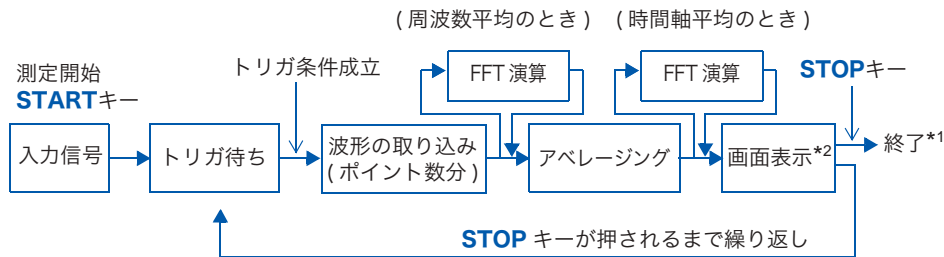 (周波数平均のとき)
(時間軸平均のとき)
測定開始
STARTキー
トリガ条件成立
FFT 演算
FFT 演算
STOPキー
入力信号
トリガ待ち
波形の取り込み
(ポイント数分)
アベレージング
画面表示*2
終了*1
STOP キーが押されるまで繰り返し